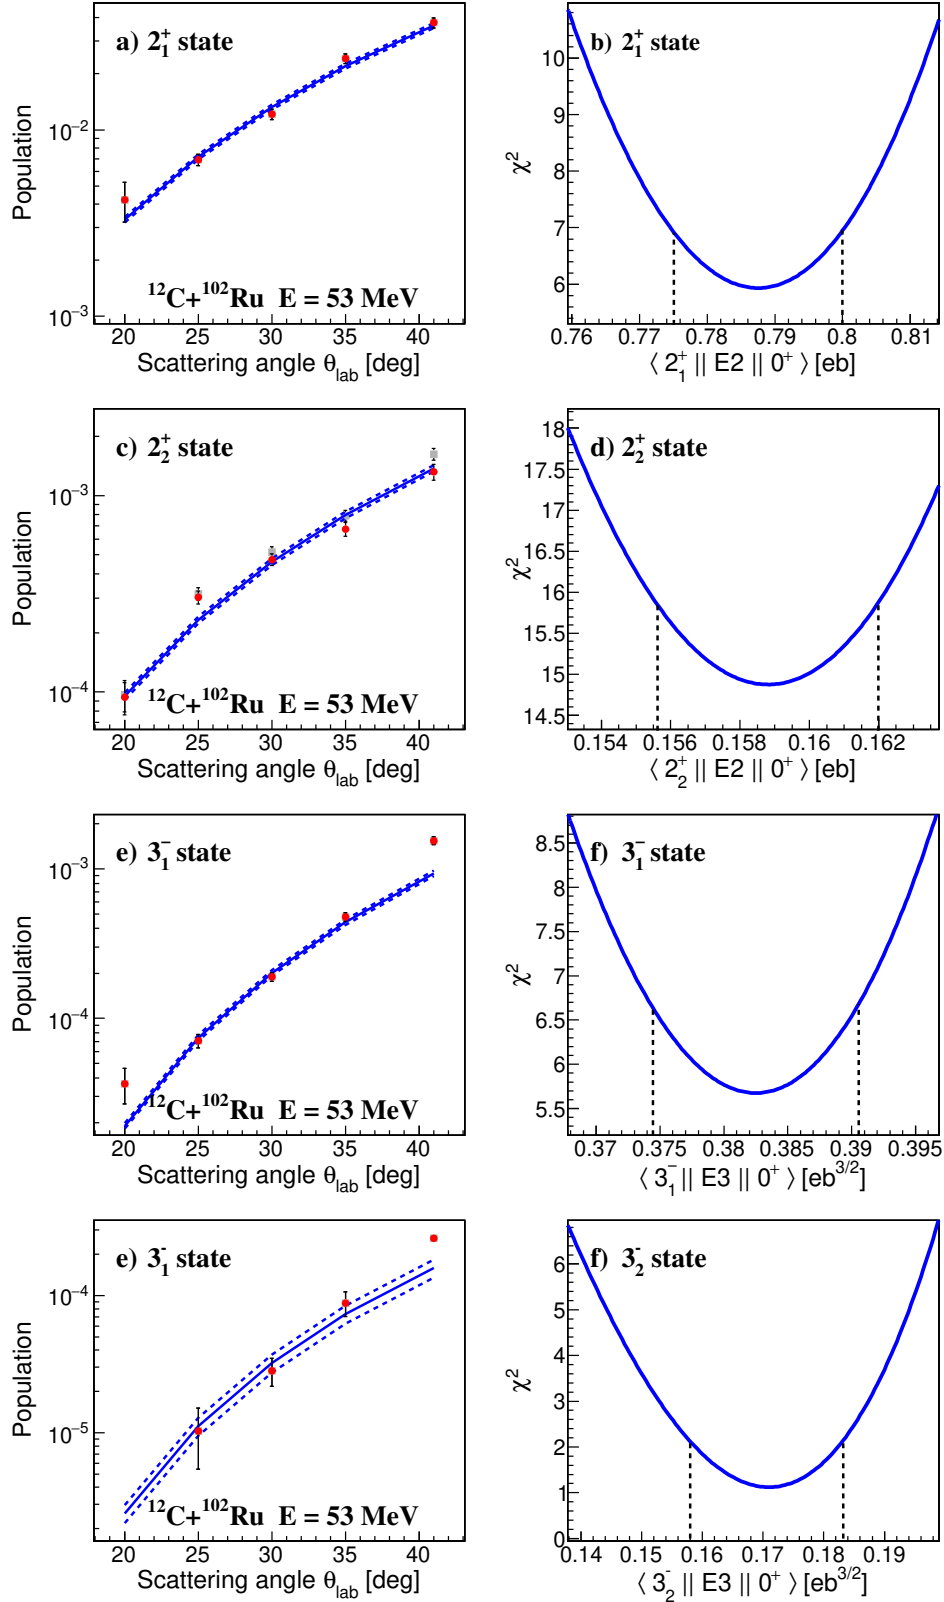 a) 2₁⁺ state
Population
10⁻²
10⁻³
¹²C+¹⁰²Ru E = 53 MeV
20 25 30 35 40
Scattering angle θ_lab [deg]
b) 2₁⁺ state
χ²
10
9
8
7
6
0.76 0.77 0.78 0.79 0.8 0.81
⟨ 2₁⁺ || E2 || 0⁺ ⟩ [eb]
c) 2₂⁺ state
Population
10⁻³
10⁻⁴
¹²C+¹⁰²Ru E = 53 MeV
20 25 30 35 40
Scattering angle θ_lab [deg]
d) 2₂⁺ state
χ²
18
17.5
17
16.5
16
15.5
15
14.5
0.154 0.156 0.158 0.16 0.162
⟨ 2₂⁺ || E2 || 0⁺ ⟩ [eb]
e) 3₁⁻ state
Population
10⁻³
10⁻⁴
¹²C+¹⁰²Ru E = 53 MeV
20 25 30 35 40
Scattering angle θ_lab [deg]
f) 3₁⁻ state
χ²
8.5
8
7.5
7
6.5
6
5.5
0.37 0.375 0.38 0.385 0.39 0.395
⟨ 3₁⁻ || E3 || 0⁺ ⟩ [eb³ᐟ²]
e) 3₁⁻ state
Population
10⁻⁴
10⁻⁵
¹²C+¹⁰²Ru E = 53 MeV
20 25 30 35 40
Scattering angle θ_lab [deg]
f) 3₂⁻ state
χ²
6
5
4
3
2
1
0
0.14 0.15 0.16 0.17 0.18 0.19
⟨ 3₂⁻ || E3 || 0⁺ ⟩ [eb³ᐟ²]